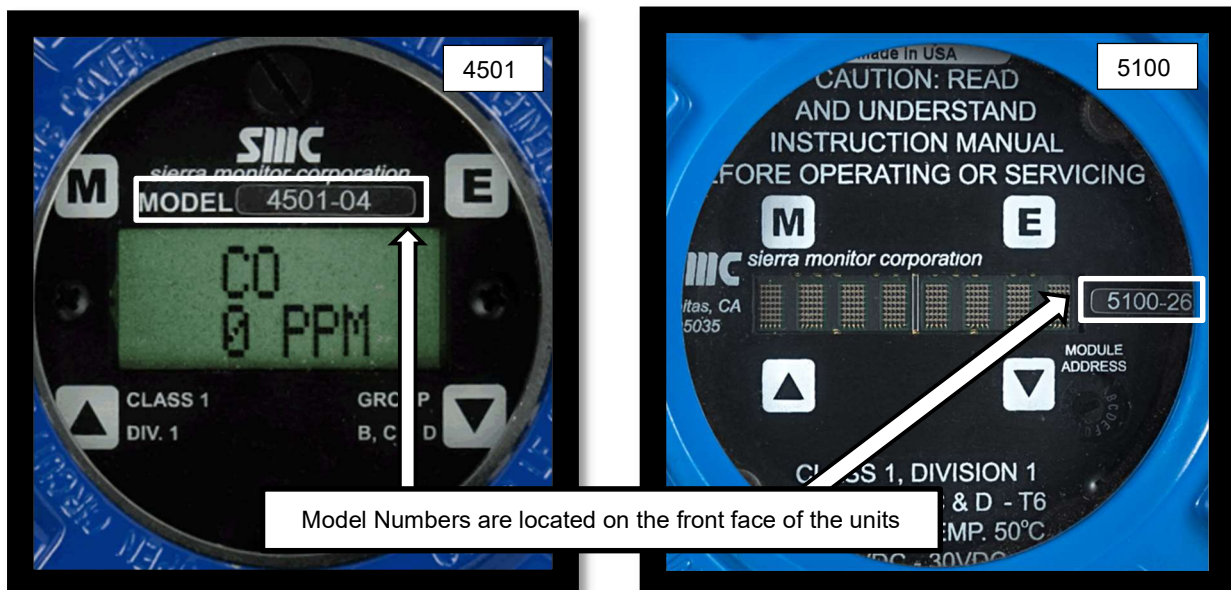 4501
SMC
sierra monitor corporation
M
E
MODEL 4501-04
CO
0 PPM
CLASS 1
DIV. 1
B, C D
5100
Made In USA
CAUTION: READ
AND UNDERSTAND
INSTRUCTION MANUAL
EFORE OPERATING OR SERVICING
M
E
sierra monitor corporation
itas, CA
5035
5100-26
MODULE
ADDRESS
CLASS 1, DIVISION 1
& D - T6
EMP. 50°C
30VDC
Model Numbers are located on the front face of the units